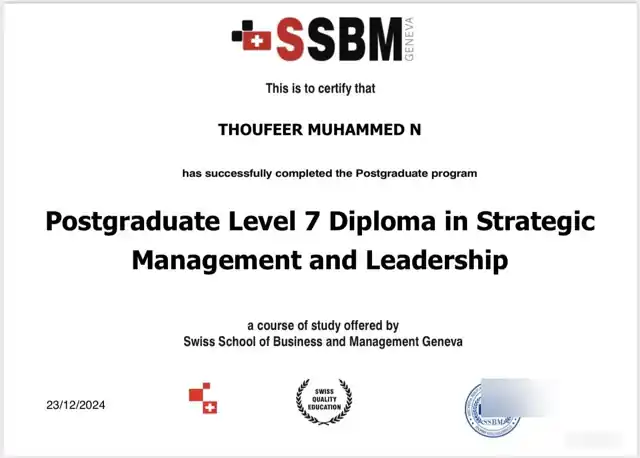 SSBM
GENEVA
This is to certify that
THOUFEER MUHAMMED N
has successfully completed the Postgraduate program
Postgraduate Level 7 Diploma in Strategic
Management and Leadership
a course of study offered by
Swiss School of Business and Management Geneva
23/12/2024
SWISS
QUALITY
EDUCATION
SSBM